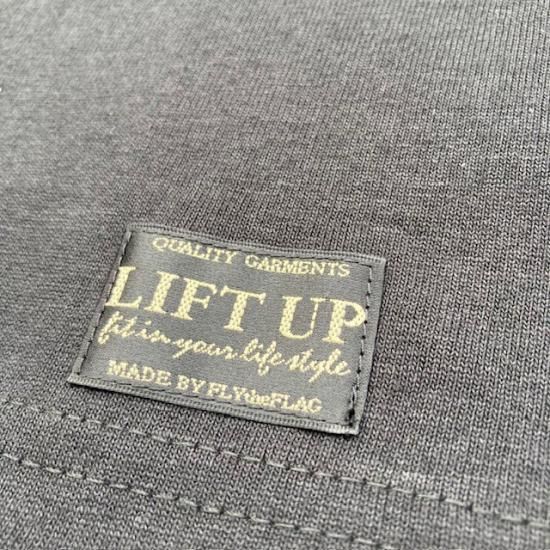 QUALITY GARMENTS
LIFT UP
fit in your life style
MADE BY FLYtheFLAG